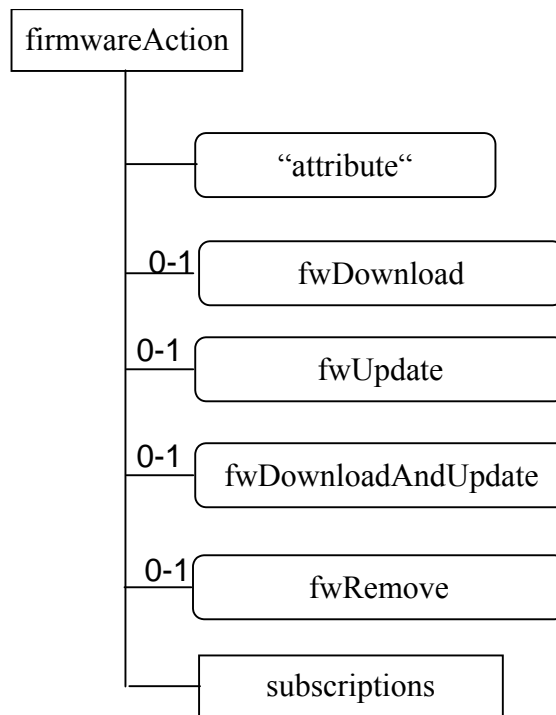 firmwareAction
“attribute“
0-1
fwDownload
0-1
fwUpdate
0-1
fwDownloadAndUpdate
0-1
fwRemove
subscriptions